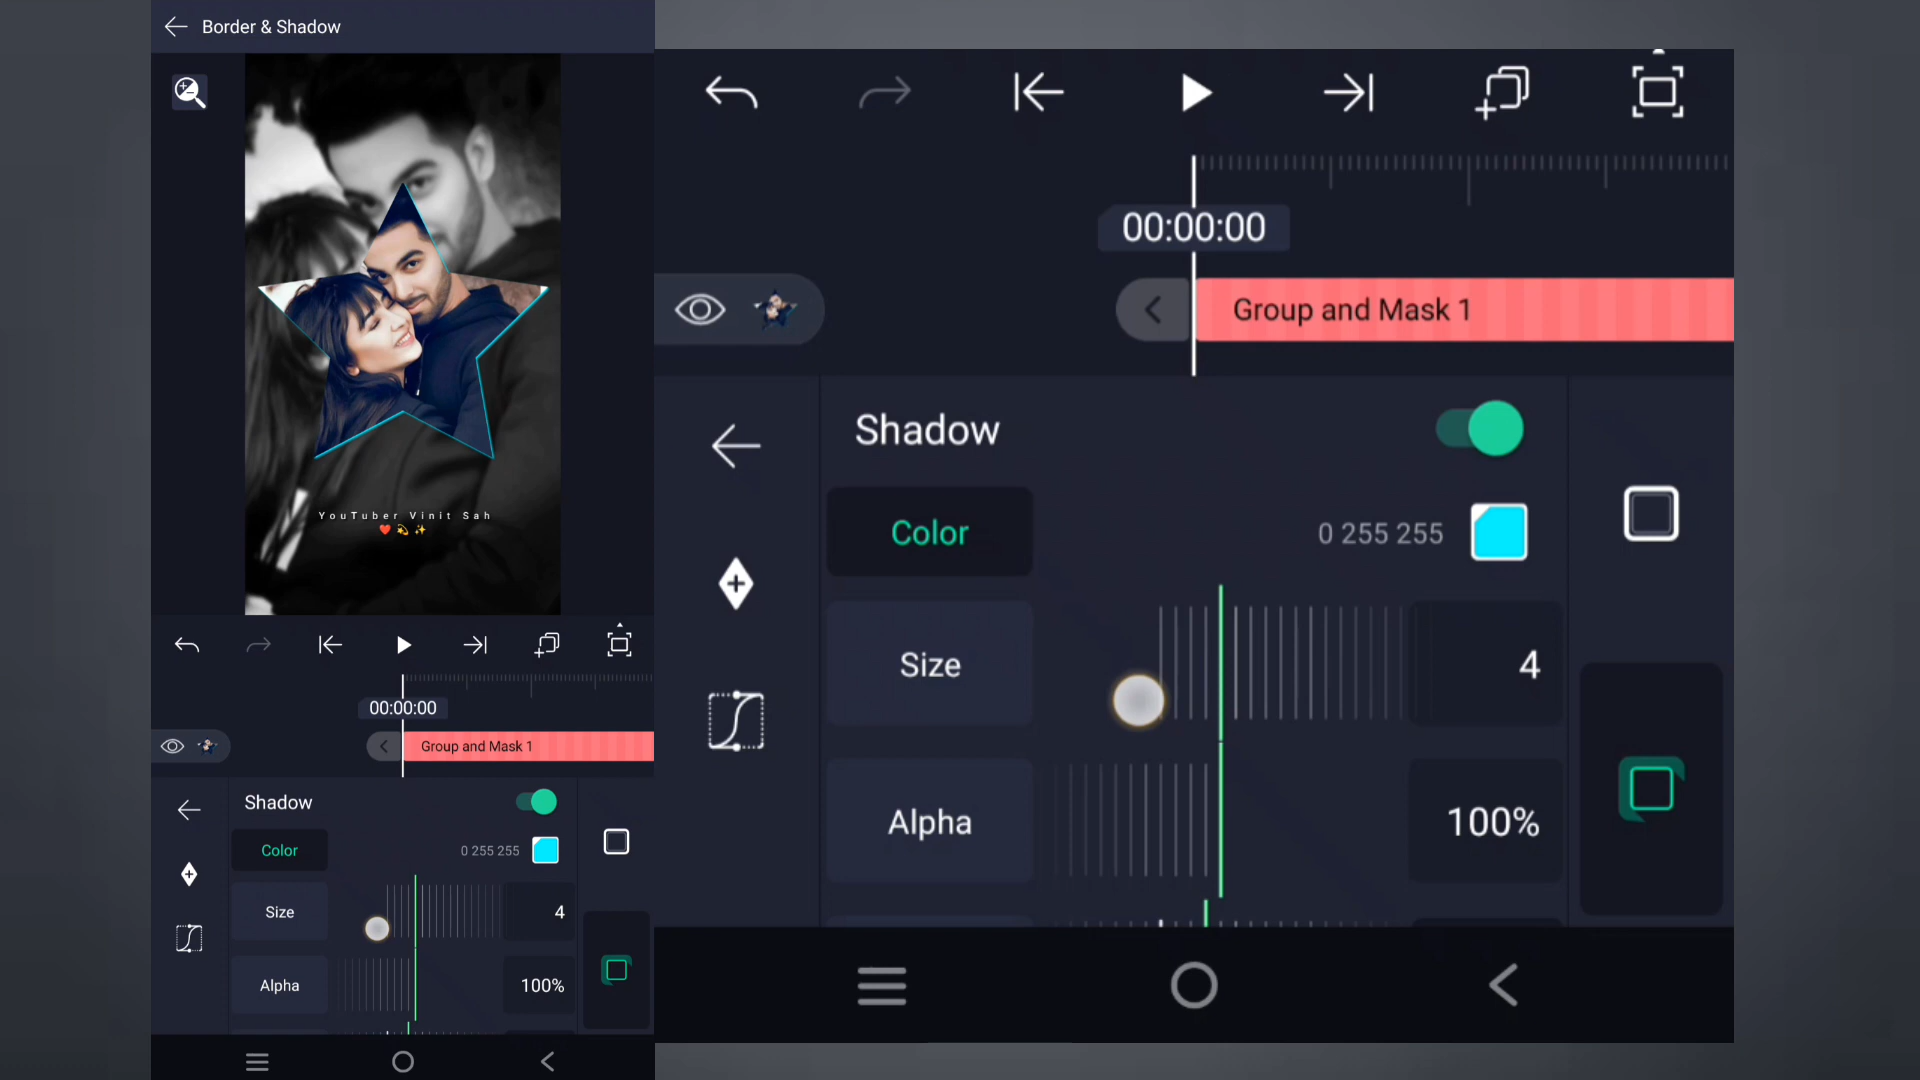 Border & Shadow
YouTuber Vinit Sah
00:00:00
Group and Mask 1
Shadow
Color
0 255 255
Size
4
Alpha
100%
00:00:00
Group and Mask 1
Shadow
Color
0 255 255
Size
4
Alpha
100%